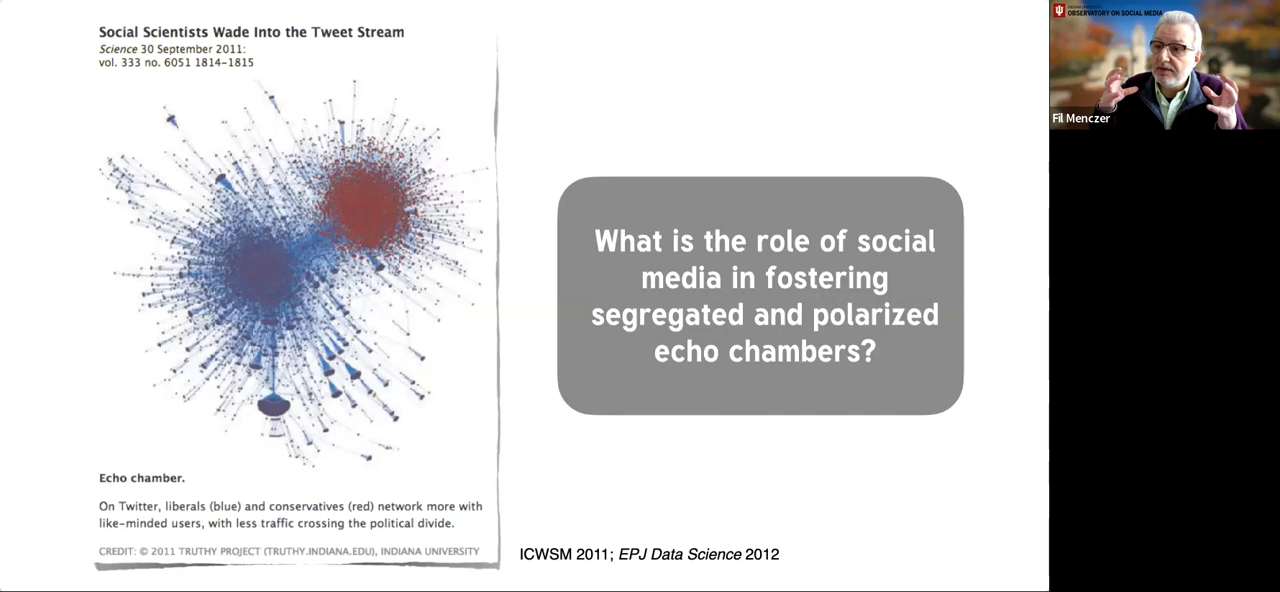 Social Scientists Wade Into the Tweet Stream
Science 30 September 2011:
vol. 333 no. 6051 1814-1815
Echo chamber.
On Twitter, liberals (blue) and conservatives (red) network more with
like-minded users, with less traffic crossing the political divide.
CREDIT: © 2011 TRUTHY PROJECT (TRUTHY.INDIANA.EDU), INDIANA UNIVERSITY
What is the role of social
media in fostering
segregated and polarized
echo chambers?
ICWSM 2011; EPJ Data Science 2012
INDIANA UNIVERSITY
OBSERVATORY ON SOCIAL MEDIA
Fil Menczer